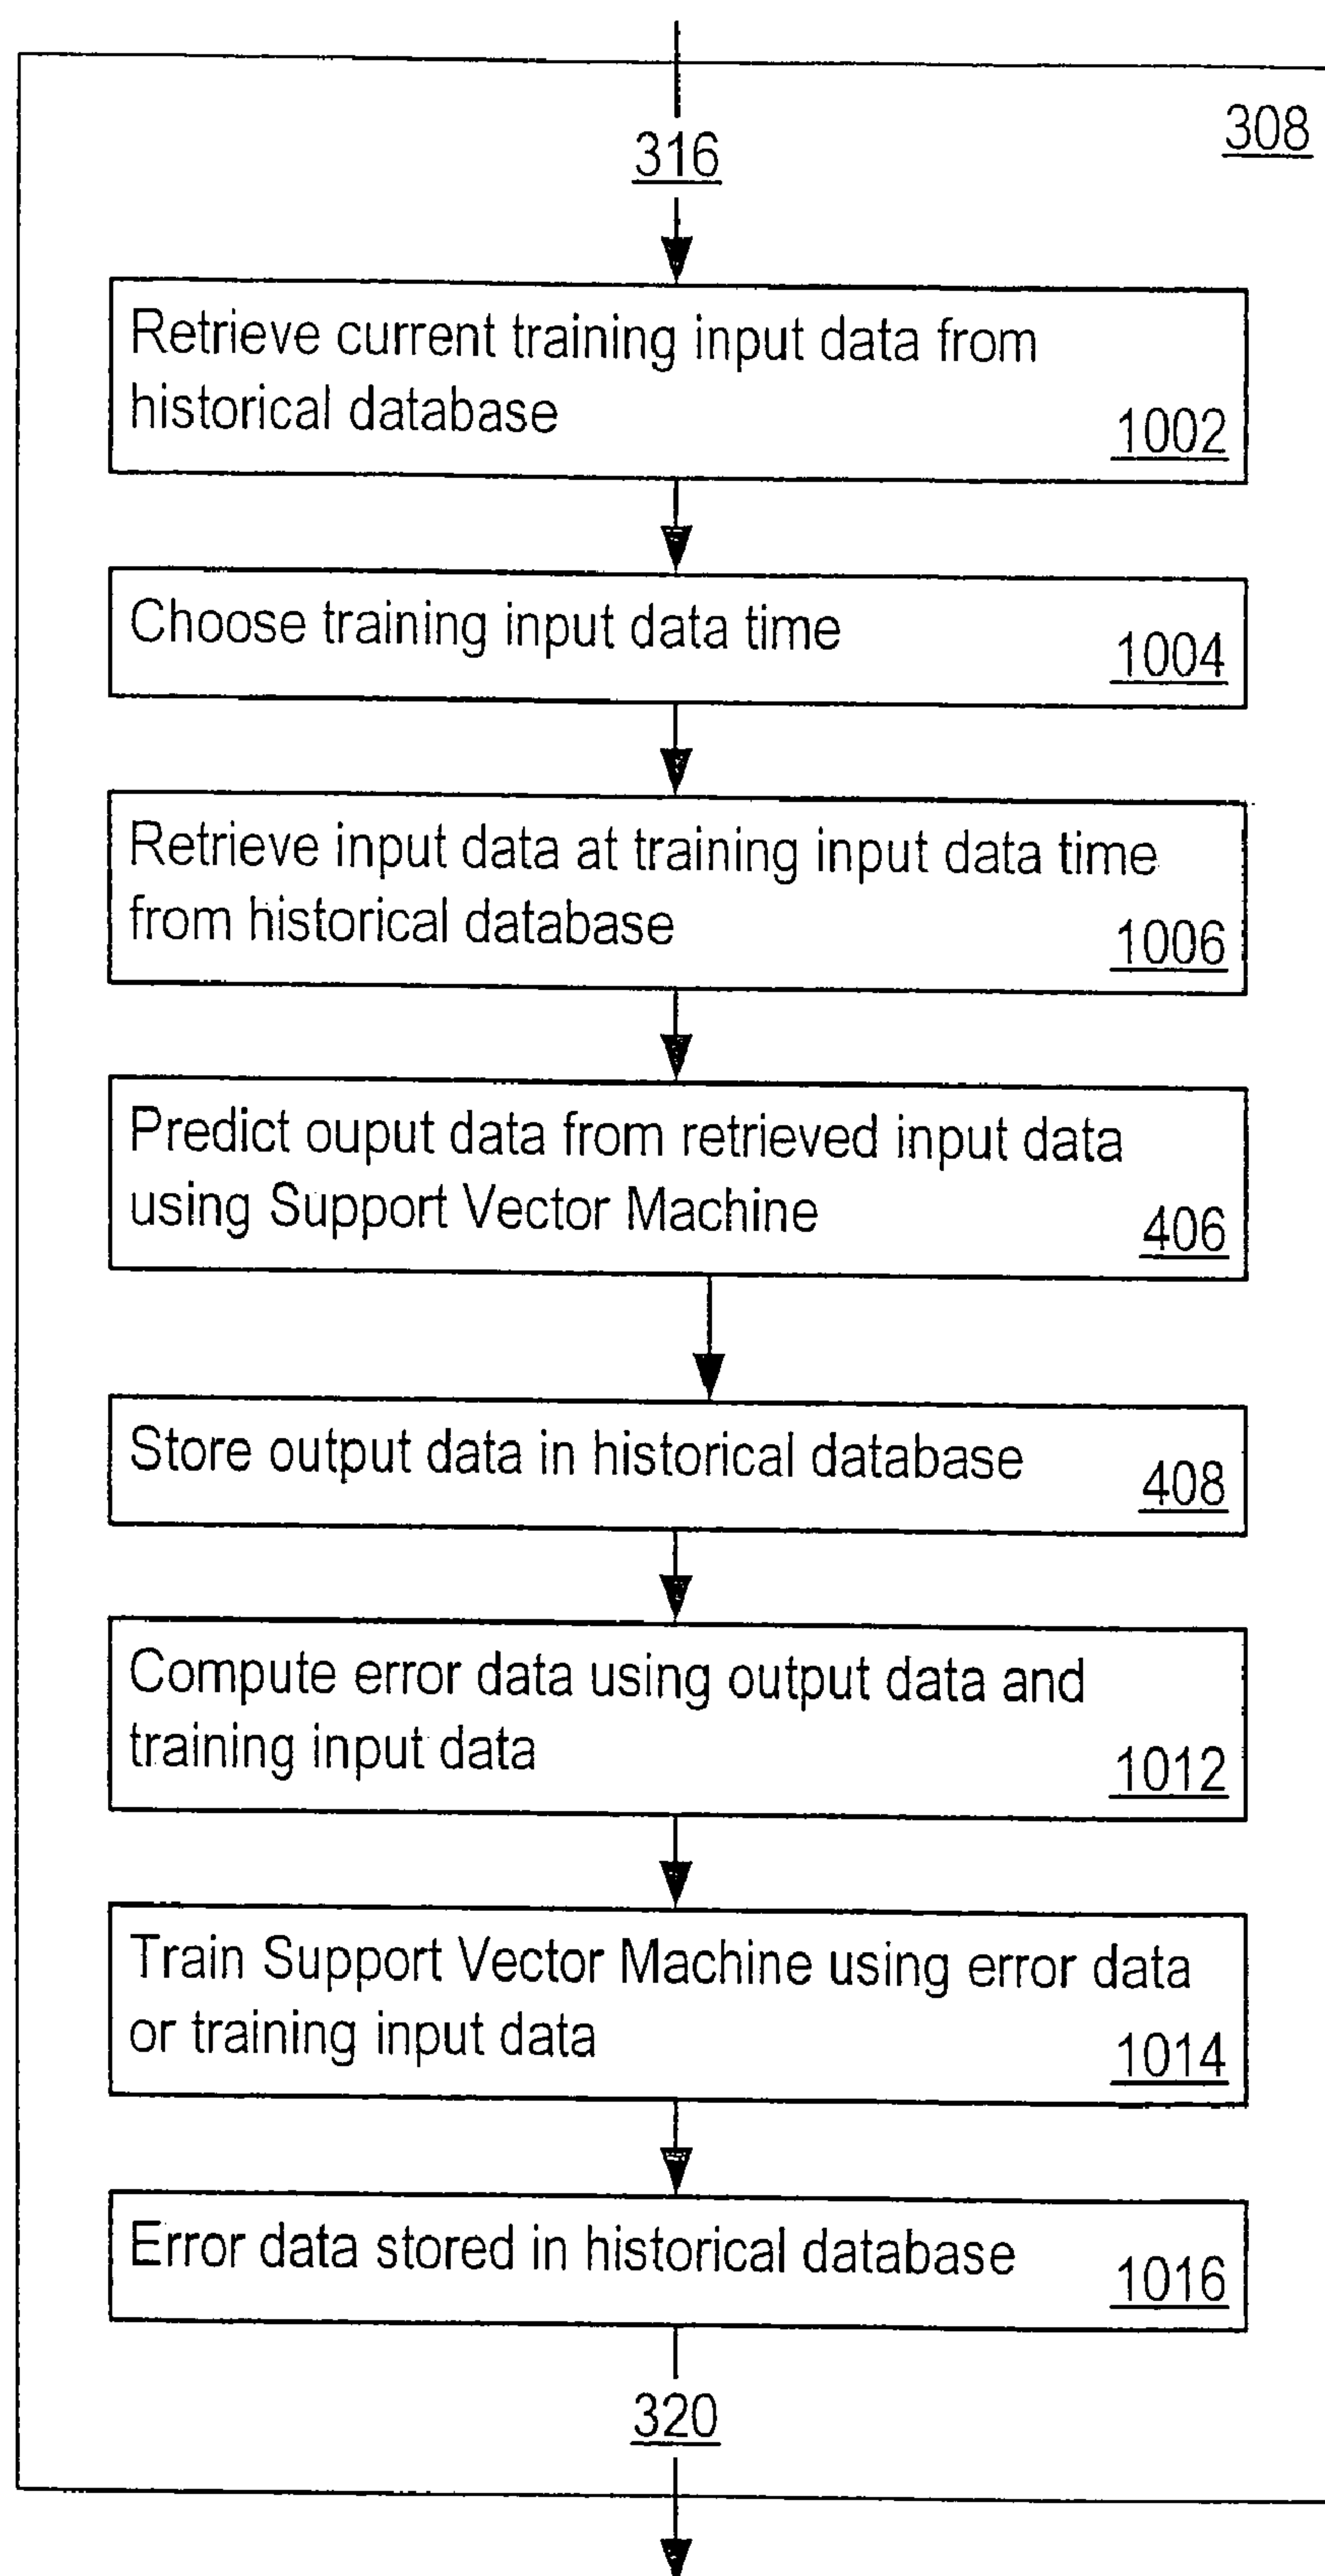 308
316
Retrieve current training input data from
historical database
1002
Choose training input data time
1004
Retrieve input data at training input data time
from historical database
1006
Predict ouput data from retrieved input data
using Support Vector Machine
406
Store output data in historical database
408
Compute error data using output data and
training input data
1012
Train Support Vector Machine using error data
or training input data
1014
Error data stored in historical database
1016
320